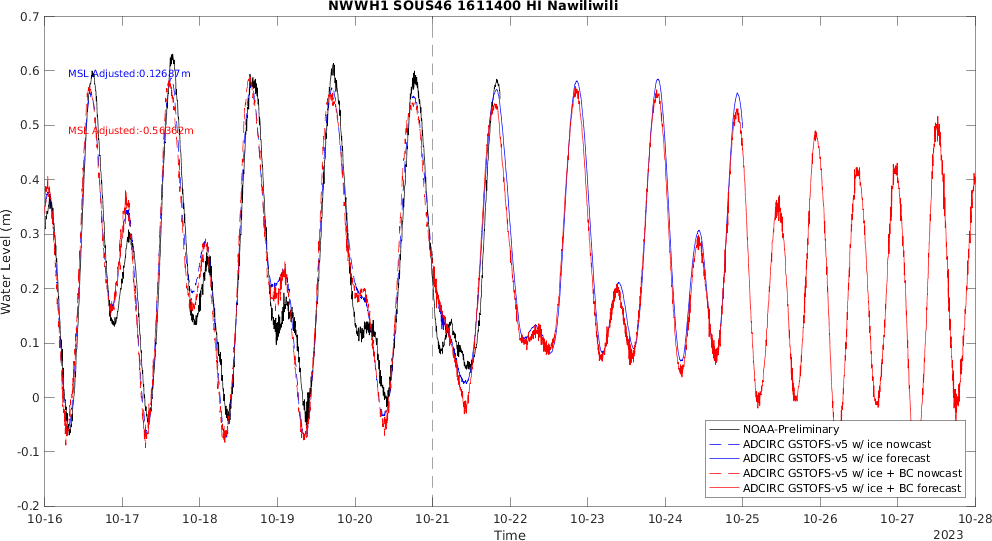 NWWH1 SOUS46 1611400 HI Nawiliwili
0.7
0.6
0.5
0.4
0.3
0.2
0.1
0
-0.1
-0.2
Water Level (m)
MSL Adjusted:0.12687m
MSL Adjusted:-0.56362m
NOAA-Preliminary
ADCIRC GSTOFS-v5 w/ ice nowcast
ADCIRC GSTOFS-v5 w/ ice forecast
ADCIRC GSTOFS-v5 w/ ice + BC nowcast
ADCIRC GSTOFS-v5 w/ ice + BC forecast
10-16 10-17 10-18 10-19 10-20 10-21 10-22 10-23 10-24 10-25 10-26 10-27 10-28
Time
2023